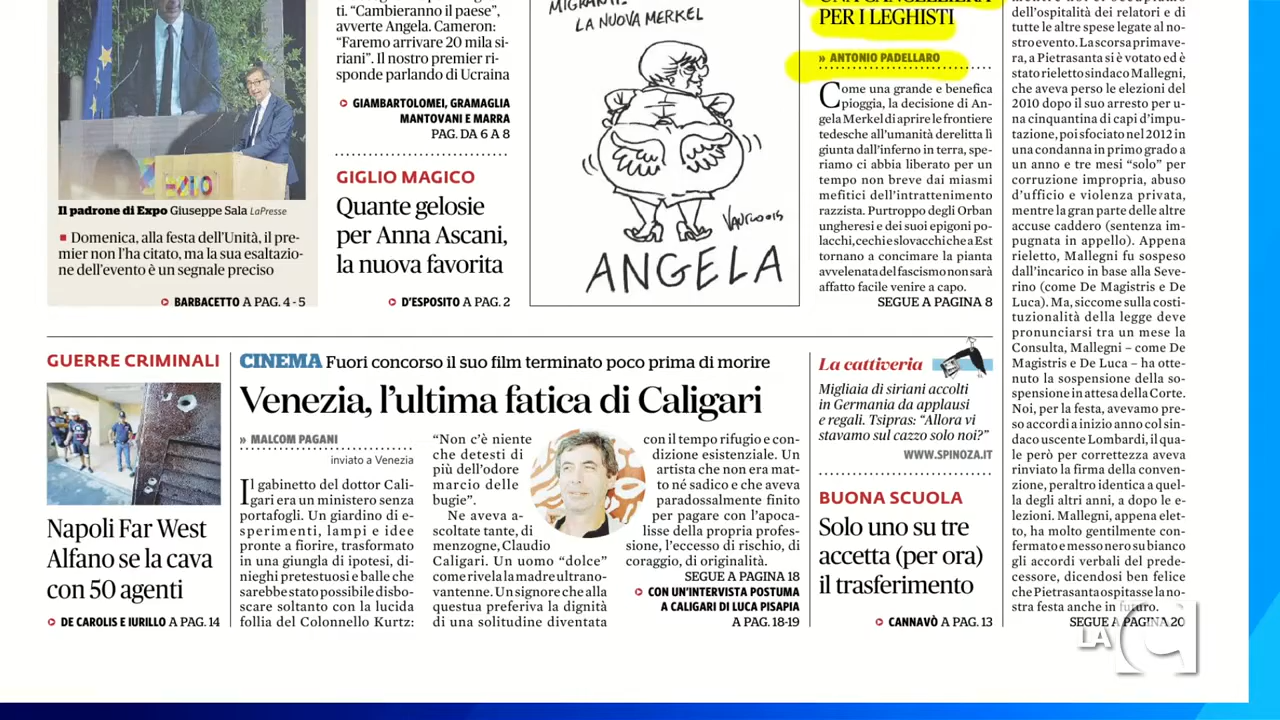 ti. "Cambieranno il paese",
avverte Angela. Cameron:
"Faremo arrivare 20 mila si-
riani". Il nostro premier ri-
sponde parlando di Ucraina
GIAMBARTOLOMEI, GRAMAGLIA
MANTOVANI E MARRA
PAG. DA 6 A 8
Il padrone di Expo Giuseppe Sala LaPresse
Domenica, alla festa dell'Unità, il pre-
mier non l'ha citato, ma la sua esaltazio-
ne dell'evento è un segnale preciso
BARBACETTO A PAG. 4 - 5
GIGLIO MAGICO
Quante gelosie
per Anna Ascani,
la nuova favorita
D'ESPOSITO A PAG. 2
LA NUOVA MERKEL
VAURO 015
ANGELA
PER I LEGHISTI
» ANTONIO PADELLARO
Come una grande e benefica
pioggia, la decisione di An-
gela Merkel di aprire le frontiere
tedesche all'umanità derelitta lì
giunta dall'inferno in terra, spe-
riamo ci abbia liberato per un
tempo non breve dai miasmi
mefitici dell'intrattenimento
razzista. Purtroppo degli Orban
ungheresi e dei suoi epigoni po-
lacchi, cechi e slovacchi che a Est
tornano a concimare la pianta
avvelenata del fascismo non sarà
affatto facile venire a capo.
SEGUE A PAGINA 8
dell'ospitalità dei relatori e di
tutte le altre spese legate al no-
stro evento. La scorsa primave-
ra, a Pietrasanta si è votato ed è
stato rieletto sindaco Mallegni,
che aveva perso le elezioni del
2010 dopo il suo arresto per u-
na cinquantina di capi d'impu-
tazione, poi sfociato nel 2012 in
una condanna in primo grado a
un anno e tre mesi "solo" per
corruzione impropria, abuso
d'ufficio e violenza privata,
mentre la gran parte delle altre
accuse caddero (sentenza im-
pugnata in appello). Appena
rieletto, Mallegni fu sospeso
dall'incarico in base alla Seve-
rino (come De Magistris e De
Luca). Ma, siccome sulla costi-
tuzionalità della legge deve
pronunciarsi tra un mese la
Consulta, Mallegni – come De
Magistris e De Luca – ha otte-
nuto la sospensione della so-
spensione in attesa della Corte.
Noi, per la festa, avevamo pre-
so accordi a inizio anno col sin-
daco uscente Lombardi, il qua-
le però per correttezza aveva
rinviato la firma della conven-
zione, peraltro identica a quel-
la degli altri anni, a dopo le e-
lezioni. Mallegni, appena elet-
to, ha molto gentilmente con-
fermato e messo nero su bianco
gli accordi verbali del prede-
cessore, dicendosi ben felice
che Pietrasanta ospitasse la no-
stra festa anche in futuro.
SEGUE A PAGINA 20
GUERRE CRIMINALI
Napoli Far West
Alfano se la cava
con 50 agenti
DE CAROLIS E IURILLO A PAG. 14
CINEMA Fuori concorso il suo film terminato poco prima di morire
Venezia, l'ultima fatica di Caligari
» MALCOM PAGANI
inviato a Venezia
Il gabinetto del dottor Cali-
gari era un ministero senza
portafogli. Un giardino di e-
sperimenti, lampi e idee
pronte a fiorire, trasformato
in una giungla di ipotesi, di-
nieghi pretestuosi e balle che
sarebbe stato possibile disbo-
scare soltanto con la lucida
follia del Colonnello Kurtz:
"Non c'è niente
che detesti di
più dell'odore
marcio delle
bugie".
Ne aveva a-
scoltate tante, di
menzogne, Claudio
Caligari. Un uomo "dolce"
come rivela la madre ultrano-
vantenne. Un signore che alla
questua preferiva la dignità
di una solitudine diventata
con il tempo rifugio e con-
dizione esistenziale. Un
artista che non era mat-
to né sadico e che aveva
paradossalmente finito
per pagare con l'apoca-
lisse della propria profes-
sione, l'eccesso di rischio, di
coraggio, di originalità.
SEGUE A PAGINA 18
CON UN'INTERVISTA POSTUMA
A CALIGARI DI LUCA PISAPIA
A PAG. 18-19
La cattiveria
Migliaia di siriani accolti
in Germania da applausi
e regali. Tsipras: "Allora vi
stavamo sul cazzo solo noi?"
WWW.SPINOZA.IT
BUONA SCUOLA
Solo uno su tre
accetta (per ora)
il trasferimento
CANNAVÒ A PAG. 13
LA C